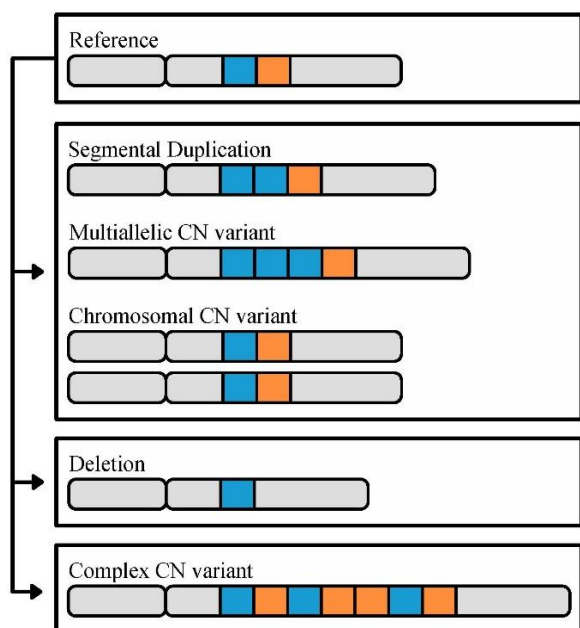 Reference
Segmental Duplication
Multiallelic CN variant
Chromosomal CN variant
Deletion
Complex CN variant